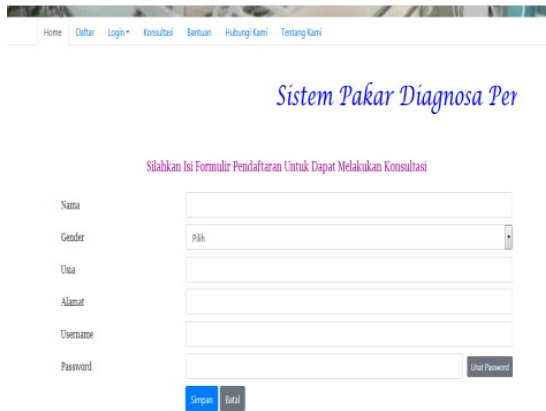 Home Daftar Login Konsultasi Bantuan Hubungi Kami Tentang Kami
Sistem Pakar Diagnosa Per
Silahkan Isi Formulir Pendaftaran Untuk Dapat Melakukan Konsultasi
Nama
Gender Pilih
Usia
Alamat
Username
Password Lihat Password
Simpan Batal